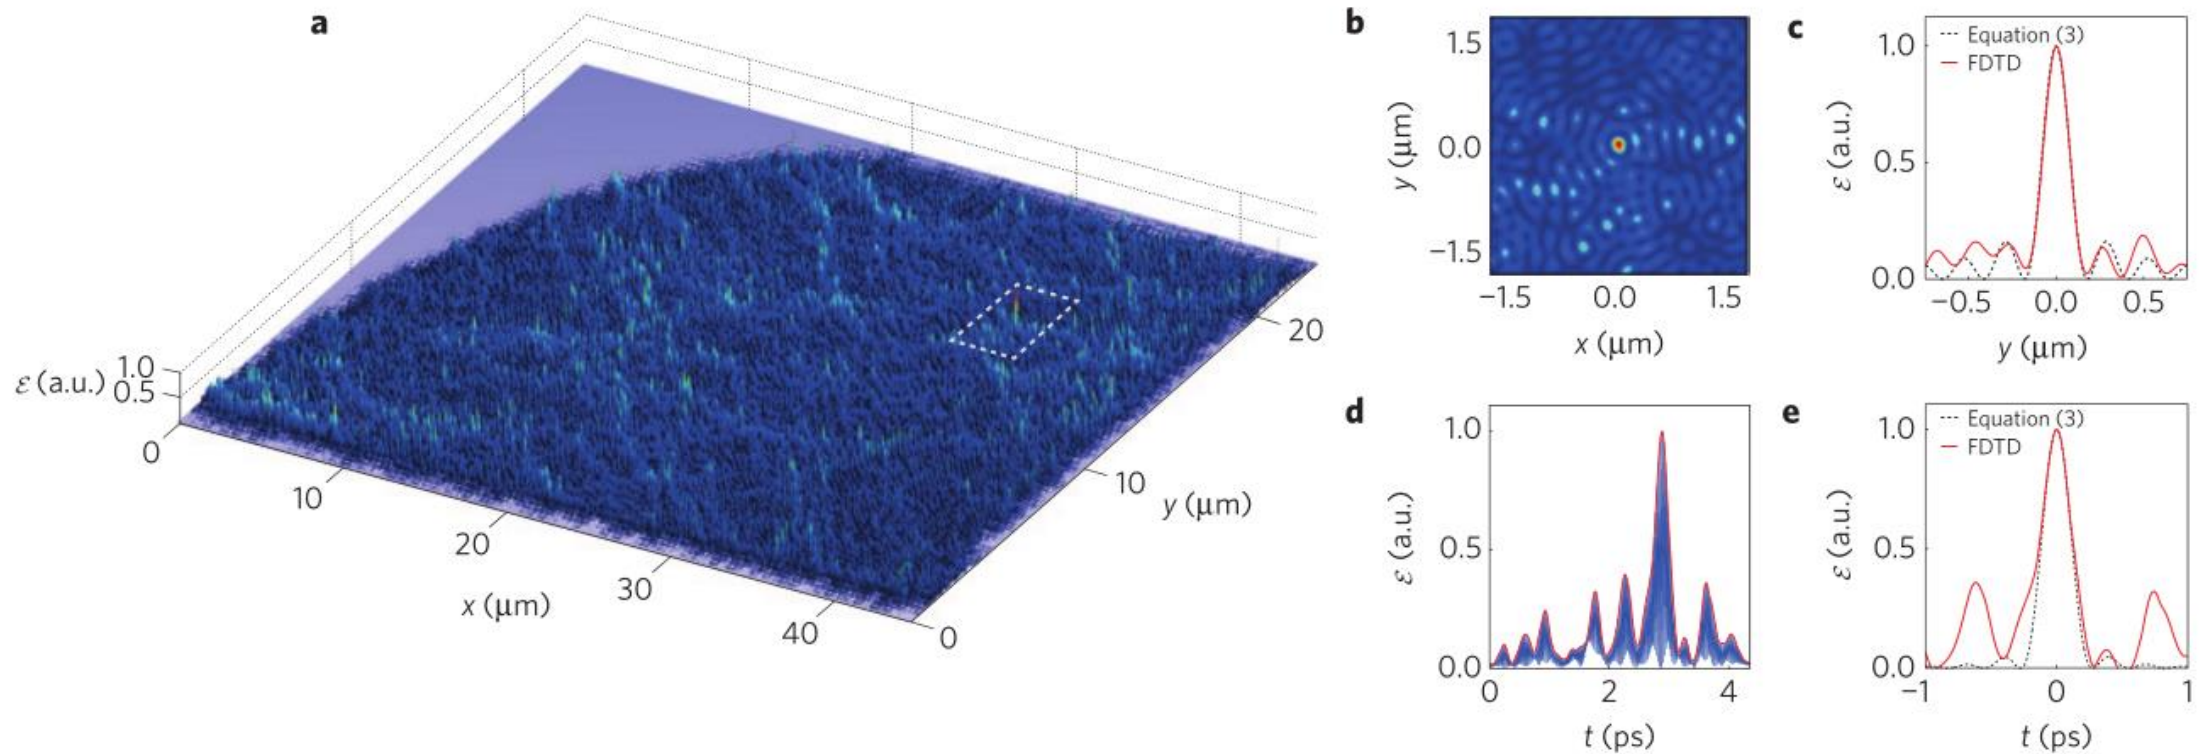 a
ℰ (a.u.)
1.0
0.5
0
10
20
30
40
x (μm)
0
10
20
y (μm)
b
1.5
0.0
−1.5
y (μm)
−1.5 0.0 1.5
x (μm)
c
Equation (3)
FDTD
1.0
0.5
0.0
ℰ (a.u.)
−0.5 0.0 0.5
y (μm)
d
1.0
0.5
0.0
ℰ (a.u.)
0 2 4
t (ps)
e
Equation (3)
FDTD
1.0
0.5
0.0
ℰ (a.u.)
−1 0 1
t (ps)